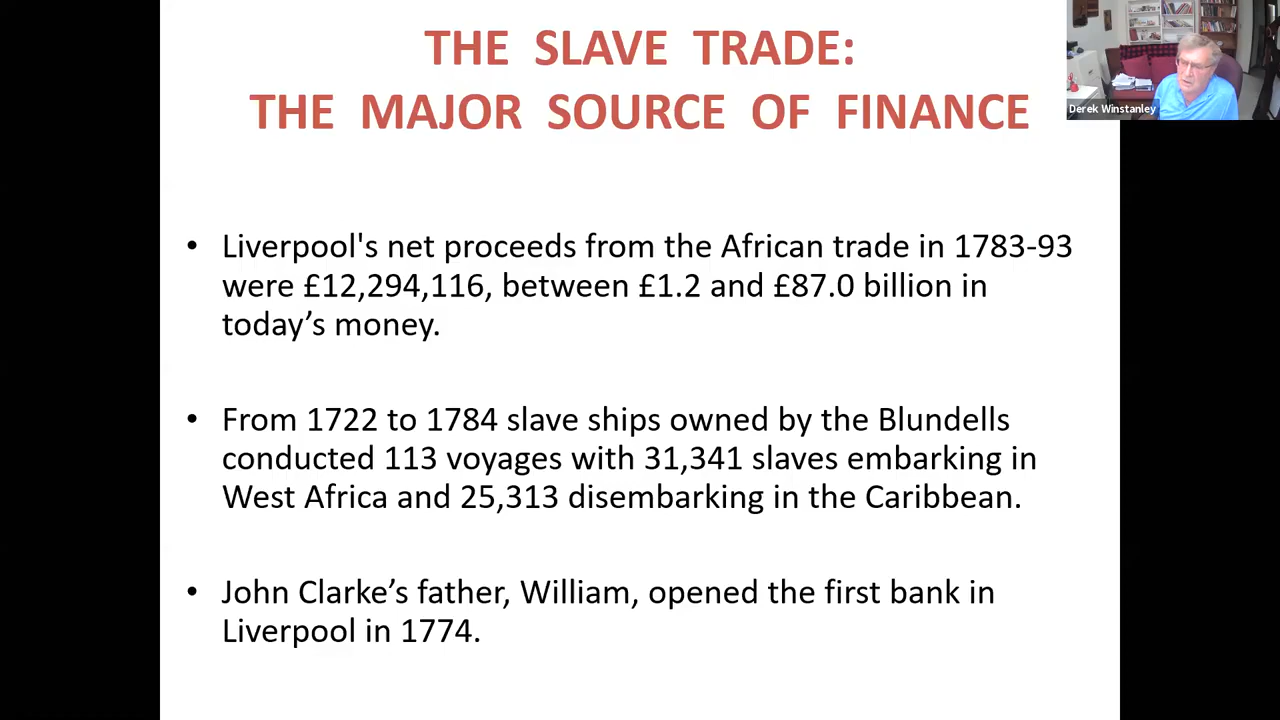 THE SLAVE TRADE:
THE MAJOR SOURCE OF FINANCE
Derek Winstanley
• Liverpool's net proceeds from the African trade in 1783-93
were £12,294,116, between £1.2 and £87.0 billion in
today’s money.
• From 1722 to 1784 slave ships owned by the Blundells
conducted 113 voyages with 31,341 slaves embarking in
West Africa and 25,313 disembarking in the Caribbean.
• John Clarke’s father, William, opened the first bank in
Liverpool in 1774.